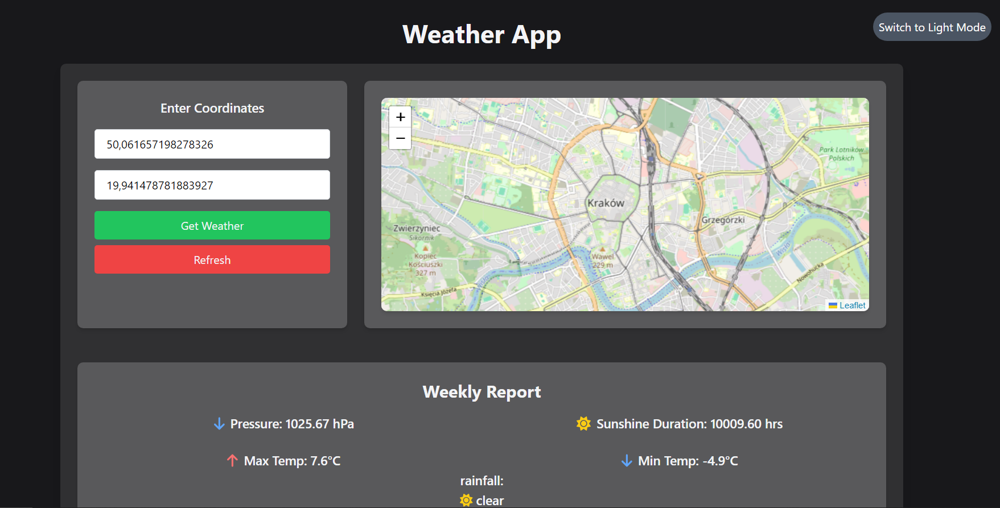 Weather App
Switch to Light Mode
Enter Coordinates
50,061657198278326
19,941478781883927
Get Weather
Refresh
+
−
Park Lotników
Polskich
Kraków
Grzegórzki
Zwierzyniec
Sikornik
Kopiec
Kościuszki
327 m
Wawel
229 m
Wisła
Wisła
Księcia Józefa
Nowohucka
Leaflet
Weekly Report
Pressure: 1025.67 hPa
Sunshine Duration: 10009.60 hrs
Max Temp: 7.6°C
Min Temp: -4.9°C
rainfall:
clear